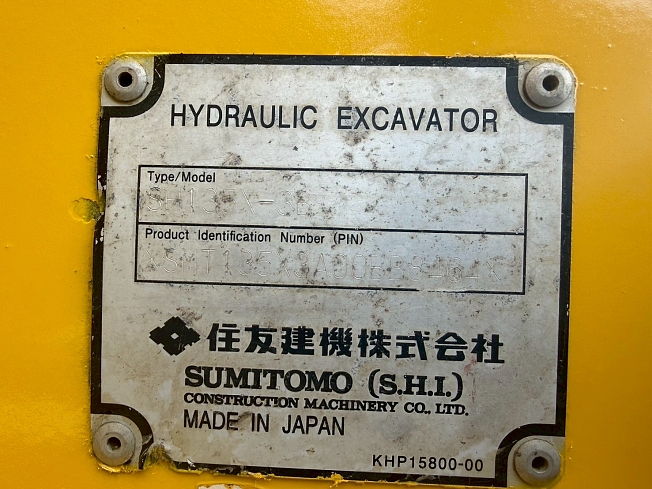 HYDRAULIC EXCAVATOR
Type/Model
Product Identification Number (PIN)
住友建機株式会社
SUMITOMO (S.H.I.)
CONSTRUCTION MACHINERY CO., LTD.
MADE IN JAPAN
KHP15800-00